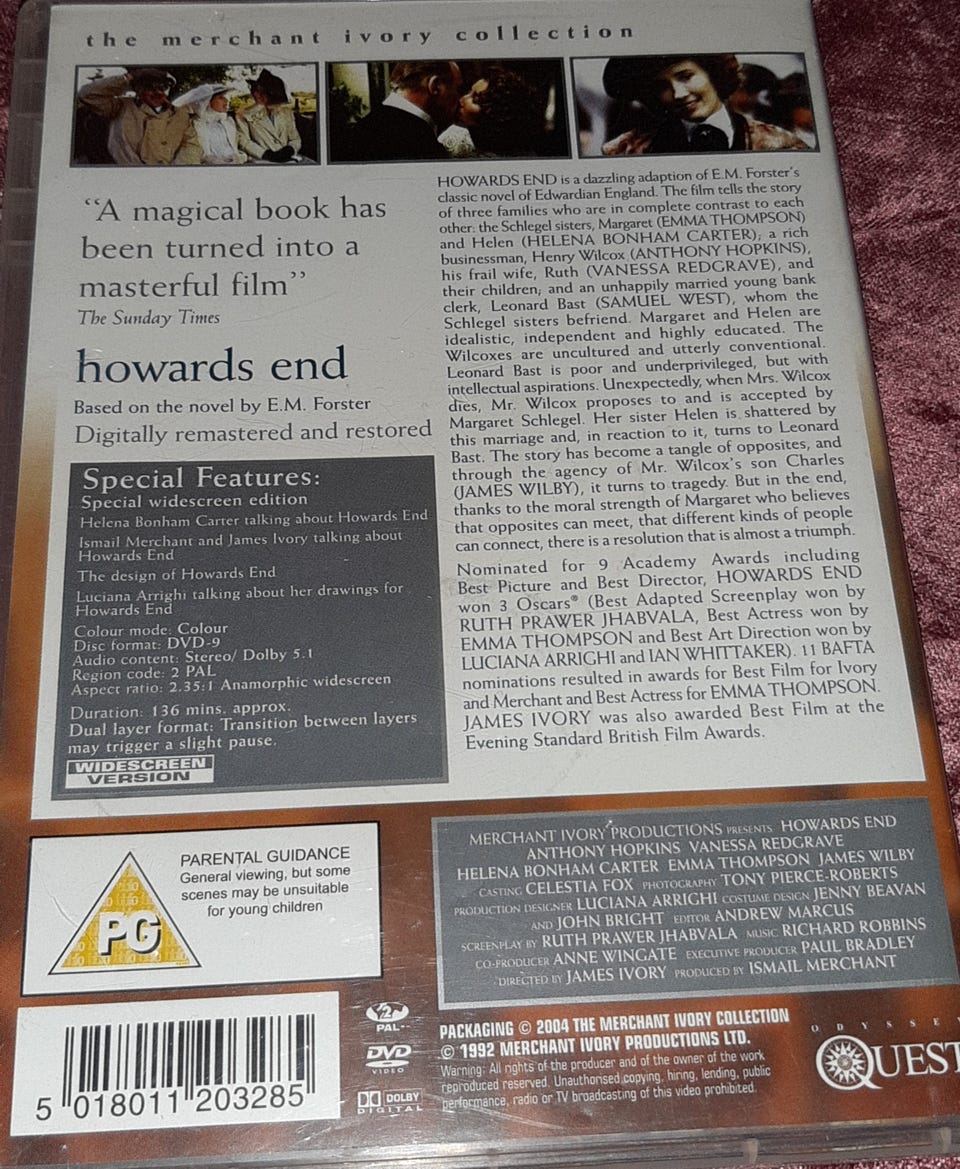 the merchant ivory collection
“A magical book has
been turned into a
masterful film”
The Sunday Times
howards end
Based on the novel by E.M. Forster
Digitally remastered and restored
Special Features:
Special widescreen edition
Helena Bonham Carter talking about Howards End
Ismail Merchant and James Ivory talking about
Howards End
The design of Howards End
Luciana Arrighi talking about her drawings for
Howards End
Colour mode: Colour
Disc format: DVD-9
Audio content: Stereo/ Dolby 5.1
Region code: 2 PAL
Aspect ratio: 2.35:1 Anamorphic widescreen
Duration: 136 mins. approx.
Dual layer format: Transition between layers
may trigger a slight pause.
WIDESCREEN
VERSION
HOWARDS END is a dazzling adaption of E.M. Forster's
classic novel of Edwardian England. The film tells the story
of three families who are in complete contrast to each
other: the Schlegel sisters, Margaret (EMMA THOMPSON)
and Helen (HELENA BONHAM CARTER); a rich
businessman, Henry Wilcox (ANTHONY HOPKINS),
his frail wife, Ruth (VANESSA REDGRAVE), and
their children; and an unhappily married young bank
clerk, Leonard Bast (SAMUEL WEST), whom the
Schlegel sisters befriend. Margaret and Helen are
idealistic, independent and highly educated. The
Wilcoxes are uncultured and utterly conventional.
Leonard Bast is poor and underprivileged, but with
intellectual aspirations. Unexpectedly, when Mrs. Wilcox
dies, Mr. Wilcox proposes to and is accepted by
Margaret Schlegel. Her sister Helen is shattered by
this marriage and, in reaction to it, turns to Leonard
Bast. The story has become a tangle of opposites, and
through the agency of Mr. Wilcox's son Charles
(JAMES WILBY), it turns to tragedy. But in the end,
thanks to the moral strength of Margaret who believes
that opposites can meet, that different kinds of people
can connect, there is a resolution that is almost a triumph.
Nominated for 9 Academy Awards including
Best Picture and Best Director, HOWARDS END
won 3 Oscars® (Best Adapted Screenplay won by
RUTH PRAWER JHABVALA, Best Actress won by
EMMA THOMPSON and Best Art Direction won by
LUCIANA ARRIGHI and IAN WHITTAKER). 11 BAFTA
nominations resulted in awards for Best Film for Ivory
and Merchant and Best Actress for EMMA THOMPSON.
JAMES IVORY was also awarded Best Film at the
Evening Standard British Film Awards.
PG
PARENTAL GUIDANCE
General viewing, but some
scenes may be unsuitable
for young children
MERCHANT IVORY PRODUCTIONS PRESENTS HOWARDS END
ANTHONY HOPKINS VANESSA REDGRAVE
HELENA BONHAM CARTER EMMA THOMPSON JAMES WILBY
CASTING CELESTIA FOX PHOTOGRAPHY TONY PIERCE-ROBERTS
PRODUCTION DESIGNER LUCIANA ARRIGHI COSTUME DESIGN JENNY BEAVAN
AND JOHN BRIGHT EDITOR ANDREW MARCUS
SCREENPLAY BY RUTH PRAWER JHABVALA MUSIC RICHARD ROBBINS
CO-PRODUCER ANNE WINGATE EXECUTIVE PRODUCER PAUL BRADLEY
DIRECTED BY JAMES IVORY PRODUCED BY ISMAIL MERCHANT
5 018011 203285
2
PAL
DVD
VIDEO
DOLBY
DIGITAL
PACKAGING © 2004 THE MERCHANT IVORY COLLECTION
© 1992 MERCHANT IVORY PRODUCTIONS LTD.
Warning: All rights of the producer and of the owner of the work
reproduced reserved. Unauthorised copying, hiring, lending, public
performance, radio or TV broadcasting of this video prohibited.
ODYSSEY
QUEST